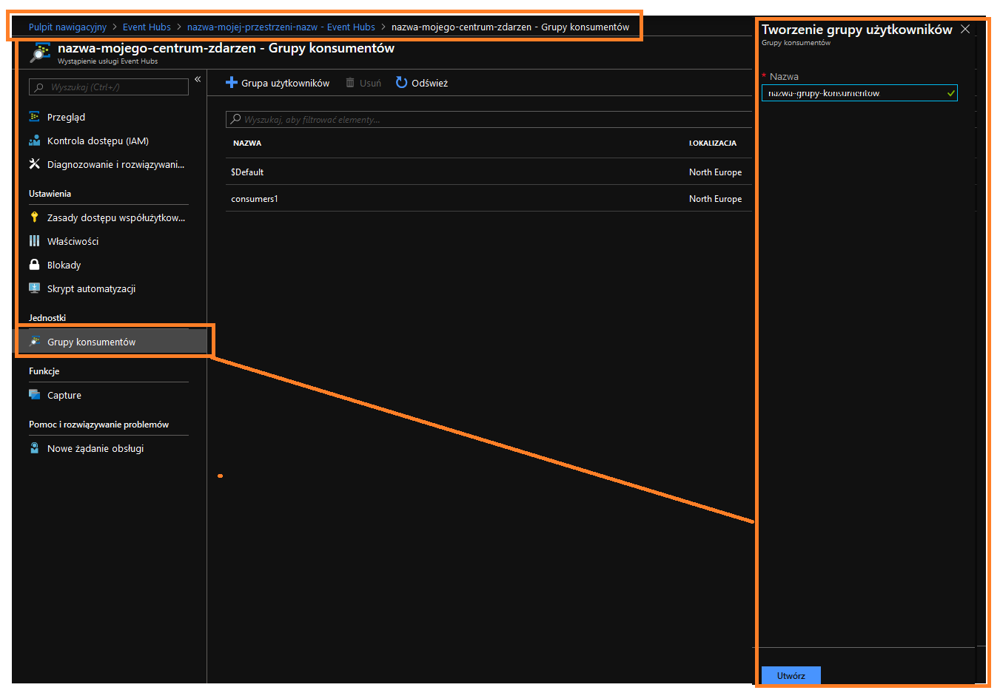 Pulpit nawigacyjny > Event Hubs > nazwa-mojej-przestrzeni-nazw - Event Hubs > nazwa-mojego-centrum-zdarzen - Grupy konsumentów
nazwa-mojego-centrum-zdarzen - Grupy konsumentów
Wystąpienie usługi Event Hubs
Wyszukaj (Ctrl+/)
«
Przegląd
Kontrola dostępu (IAM)
Diagnozowanie i rozwiązywani...
Ustawienia
Zasady dostępu współużytkow...
Właściwości
Blokady
Skrypt automatyzacji
Jednostki
Grupy konsumentów
Funkcje
Capture
Pomoc i rozwiązywanie problemów
Nowe żądanie obsługi
Grupa użytkowników Usuń Odśwież
Wyszukaj, aby filtrować elementy...
NAZWA LOKALIZACJA
$Default North Europe
consumers1 North Europe
Tworzenie grupy użytkowników
Grupy konsumentów
* Nazwa
nazwa-grupy-konsumentow
Utwórz